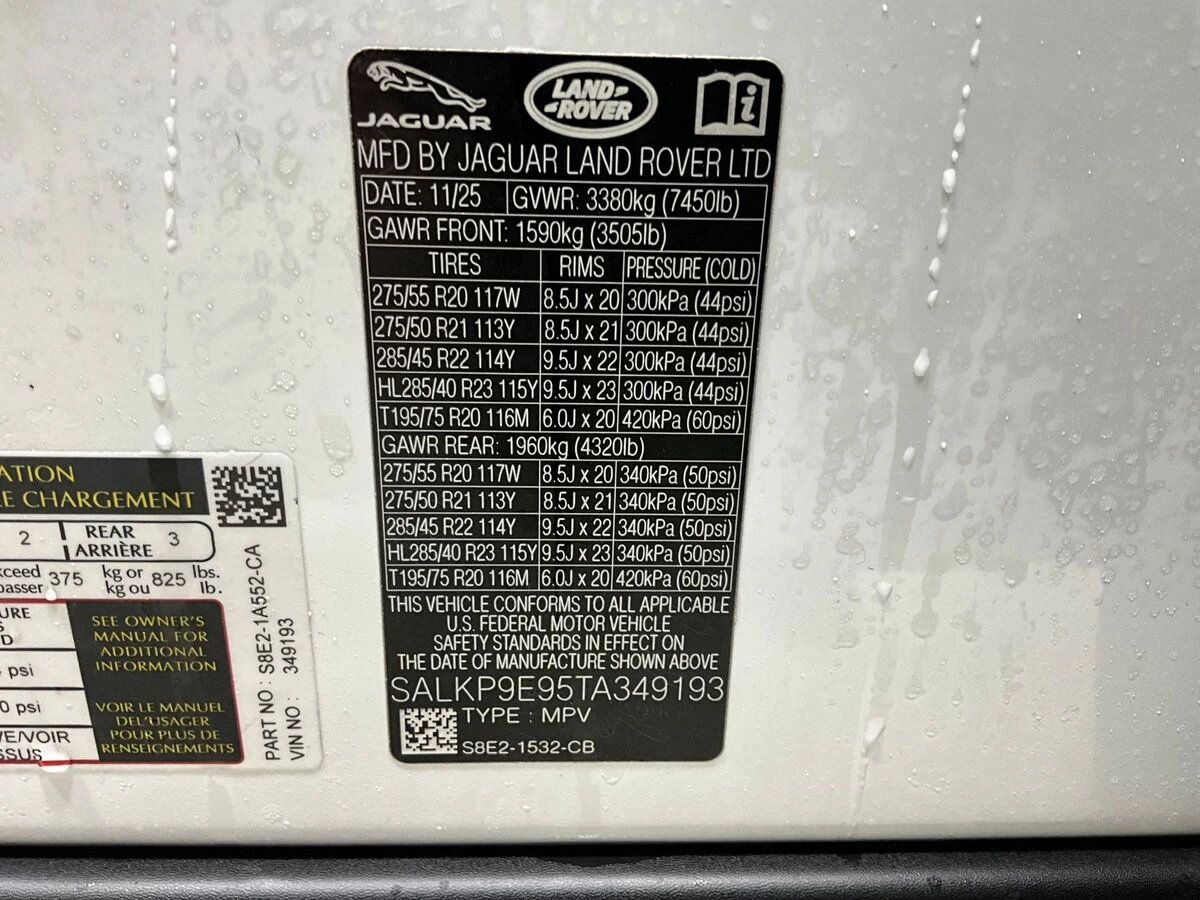 JAGUAR
LAND ROVER
i
MFD BY JAGUAR LAND ROVER LTD
DATE: 11/25 GVWR: 3380kg (7450lb)
GAWR FRONT: 1590kg (3505lb)
TIRES RIMS PRESSURE (COLD)
275/55 R20 117W 8.5J x 20 300kPa (44psi)
275/50 R21 113Y 8.5J x 21 300kPa (44psi)
285/45 R22 114Y 9.5J x 22 300kPa (44psi)
HL285/40 R23 115Y 9.5J x 23 300kPa (44psi)
T195/75 R20 116M 6.0J x 20 420kPa (60psi)
GAWR REAR: 1960kg (4320lb)
275/55 R20 117W 8.5J x 20 340kPa (50psi)
275/50 R21 113Y 8.5J x 21 340kPa (50psi)
285/45 R22 114Y 9.5J x 22 340kPa (50psi)
HL285/40 R23 115Y 9.5J x 23 340kPa (50psi)
T195/75 R20 116M 6.0J x 20 420kPa (60psi)
THIS VEHICLE CONFORMS TO ALL APPLICABLE
U.S. FEDERAL MOTOR VEHICLE
SAFETY STANDARDS IN EFFECT ON
THE DATE OF MANUFACTURE SHOWN ABOVE
SALKP9E95TA349193
TYPE : MPV
S8E2-1532-CB
ATION
E CHARGEMENT
2 REAR ARRIÈRE 3
xceed 375 kg or 825 lbs.
passer kg ou lb.
URE
S
D
psi
0 psi
VE/VOIR
SSUS
SEE OWNER'S
MANUAL FOR
ADDITIONAL
INFORMATION
VOIR LE MANUEL
DEL'USAGER
POUR PLUS DE
RENSEIGNEMENTS
PART NO : S8E2-1A552-CA
VIN NO : 349193